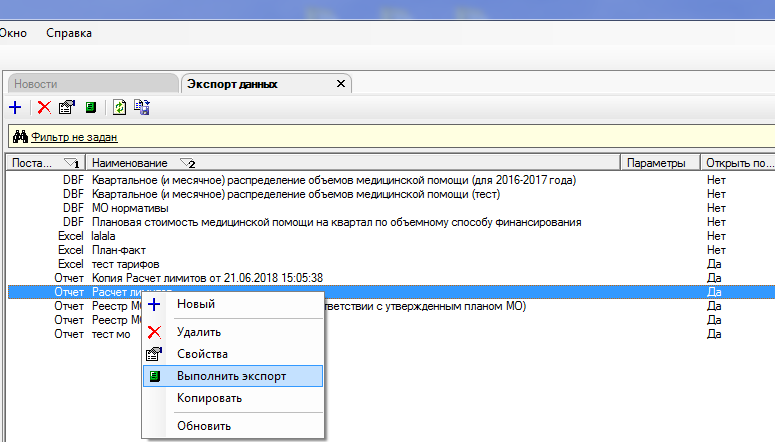 Окно Справка
Новости Экспорт данных
Фильтр не задан
Поста... 1 Наименование 2 Параметры Открыть по...
DBF Квартальное (и месячное) распределение объемов медицинской помощи (для 2016-2017 года) Нет
DBF Квартальное (и месячное) распределение объемов медицинской помощи (тест) Нет
DBF МО нормативы Нет
DBF Плановая стоимость медицинской помощи на квартал по объемному способу финансирования Нет
Excel lalala Нет
Excel План-факт Нет
Excel тест тарифов Да
Отчет Копия Расчет лимитов от 21.06.2018 15:05:38 Да
Отчет Расчет лимитов Да
Отчет Реестр МО ответствии с утвержденным планом МО) Да
Отчет Реестр МО Да
Отчет тест мо Да
Новый
Удалить
Свойства
Выполнить экспорт
Копировать
Обновить